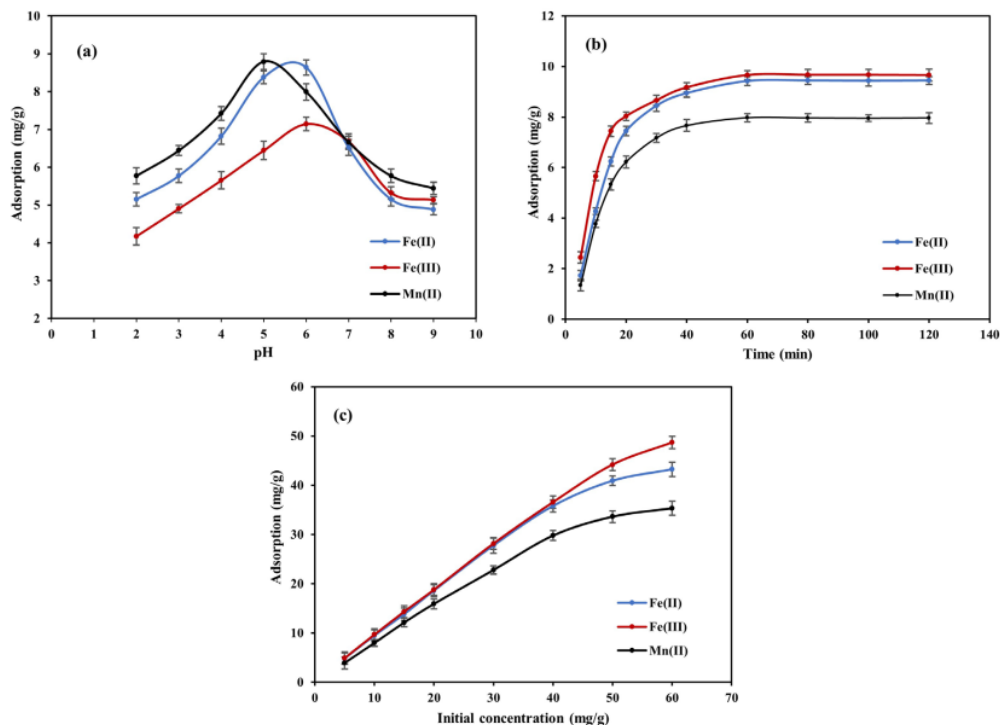 (a)
Adsorption (mg/g)
10
9
8
7
6
5
4
3
2
Fe(II)
Fe(III)
Mn(II)
0 1 2 3 4 5 6 7 8 9 10
pH
(b)
Adsorption (mg/g)
12
10
8
6
4
2
0
Fe(II)
Fe(III)
Mn(II)
0 20 40 60 80 100 120 140
Time (min)
(c)
Adsorption (mg/g)
60
50
40
30
20
10
0
Fe(II)
Fe(III)
Mn(II)
0 10 20 30 40 50 60 70
Initial concentration (mg/g)